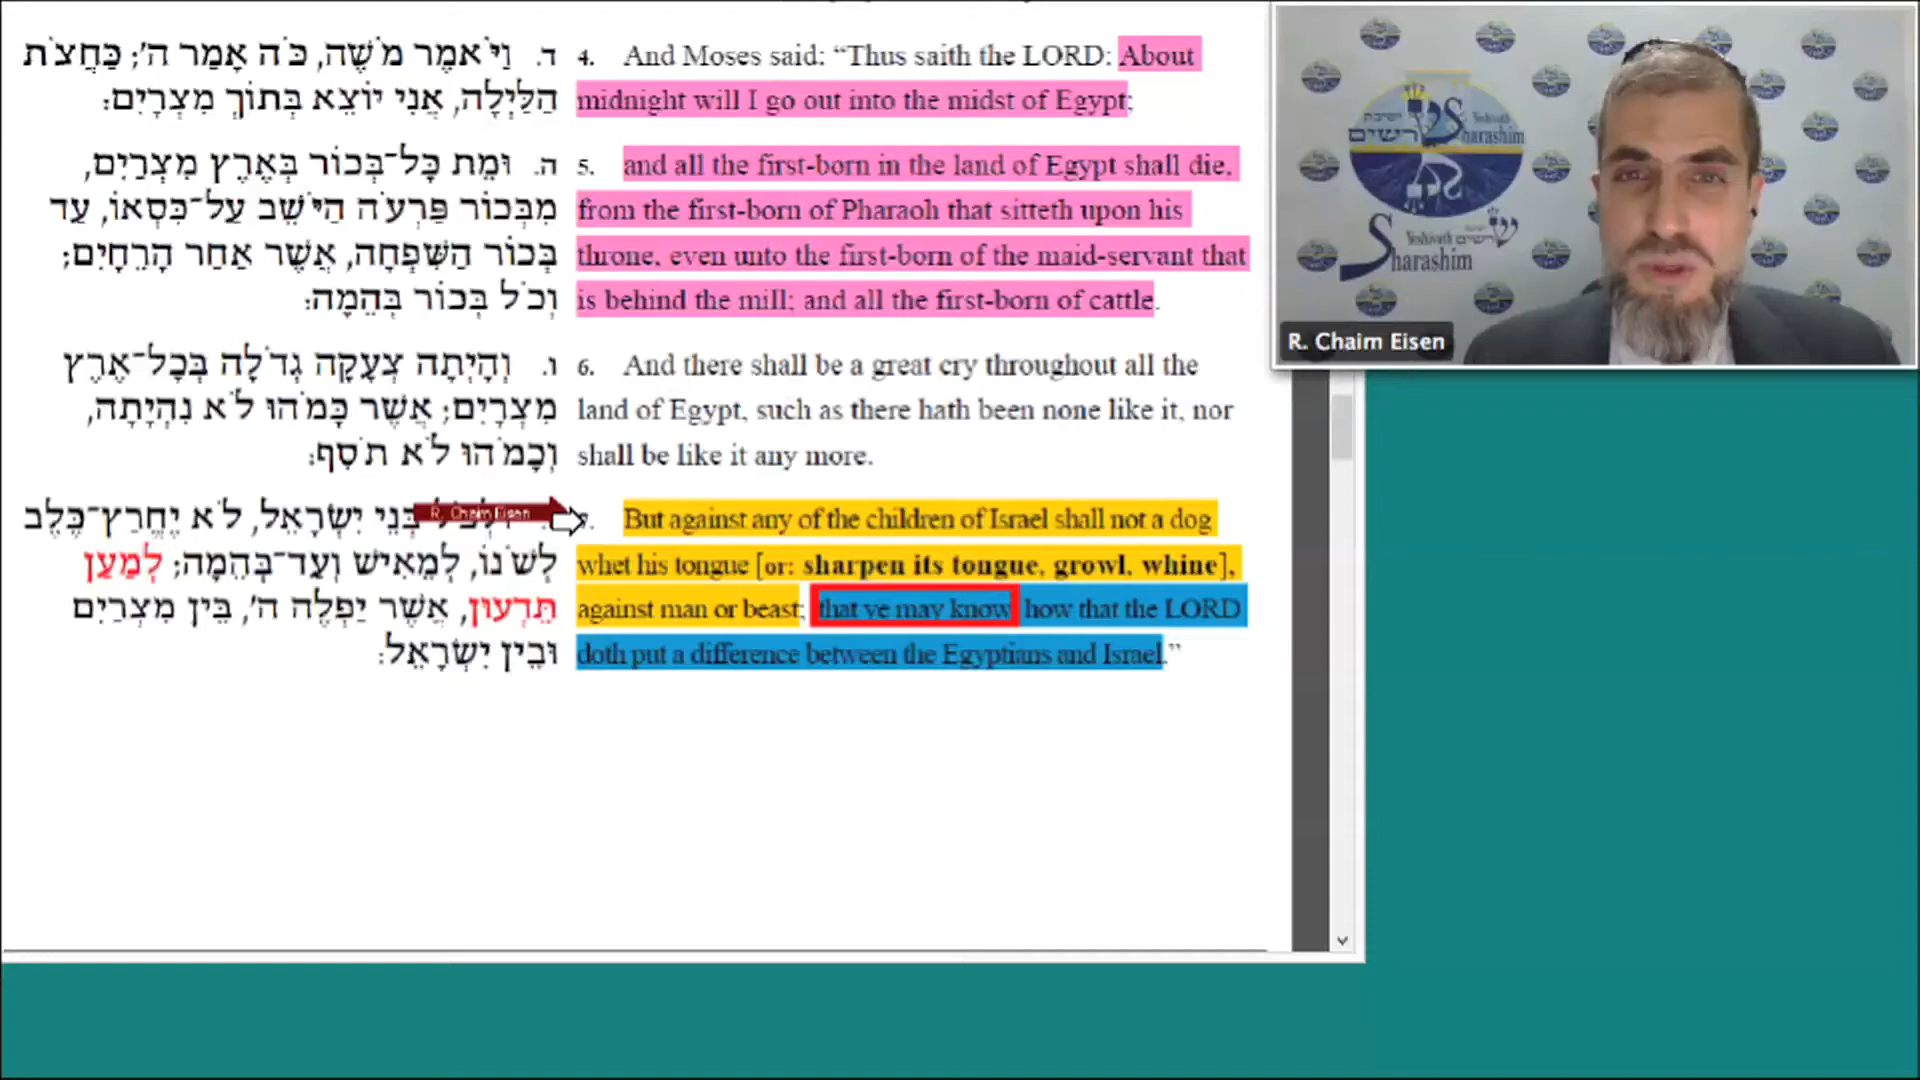 ד. וַיֹּאמֶר מֹשֶׁה, כֹּה אָמַר ה׳; כַּחֲצֹת
הַלַּיְלָה, אֲנִי יוֹצֵא בְּתוֹךְ מִצְרָיִם:
4. And Moses said: “Thus saith the LORD: About
midnight will I go out into the midst of Egypt;
ה. וּמֵת כָּל־בְּכוֹר בְּאֶרֶץ מִצְרַיִם,
מִבְּכוֹר פַּרְעֹה הַיֹּשֵׁב עַל־כִּסְאוֹ, עַד
בְּכוֹר הַשִּׁפְחָה, אֲשֶׁר אַחַר הָרֵחָיִם;
וְכֹל בְּכוֹר בְּהֵמָה:
5. and all the first-born in the land of Egypt shall die,
from the first-born of Pharaoh that sitteth upon his
throne, even unto the first-born of the maid-servant that
is behind the mill; and all the first-born of cattle.
ו. וְהָיְתָה צְעָקָה גְדֹלָה בְּכָל־אֶרֶץ
מִצְרָיִם; אֲשֶׁר כָּמֹהוּ לֹא נִהְיָתָה,
וְכָמֹהוּ לֹא תֹסִף:
6. And there shall be a great cry throughout all the
land of Egypt, such as there hath been none like it, nor
shall be like it any more.
בְּנֵי יִשְׂרָאֵל, לֹא יֶחֱרַץ־כֶּלֶב
לְשֹׁנוֹ, לְמֵאִישׁ וְעַד־בְּהֵמָה; לְמַעַן
תֵּדְעוּן, אֲשֶׁר יַפְלֶה ה׳, בֵּין מִצְרַיִם
וּבֵין יִשְׂרָאֵל:
R. Chaim Eisen
7. But against any of the children of Israel shall not a dog
whet his tongue [or: sharpen its tongue, growl, whine],
against man or beast; that ye may know how that the LORD
doth put a difference between the Egyptians and Israel.”
ישיבת
שרשים
Yeshivath
Sharashim
Yeshivath שרשים
Sharashim
R. Chaim Eisen